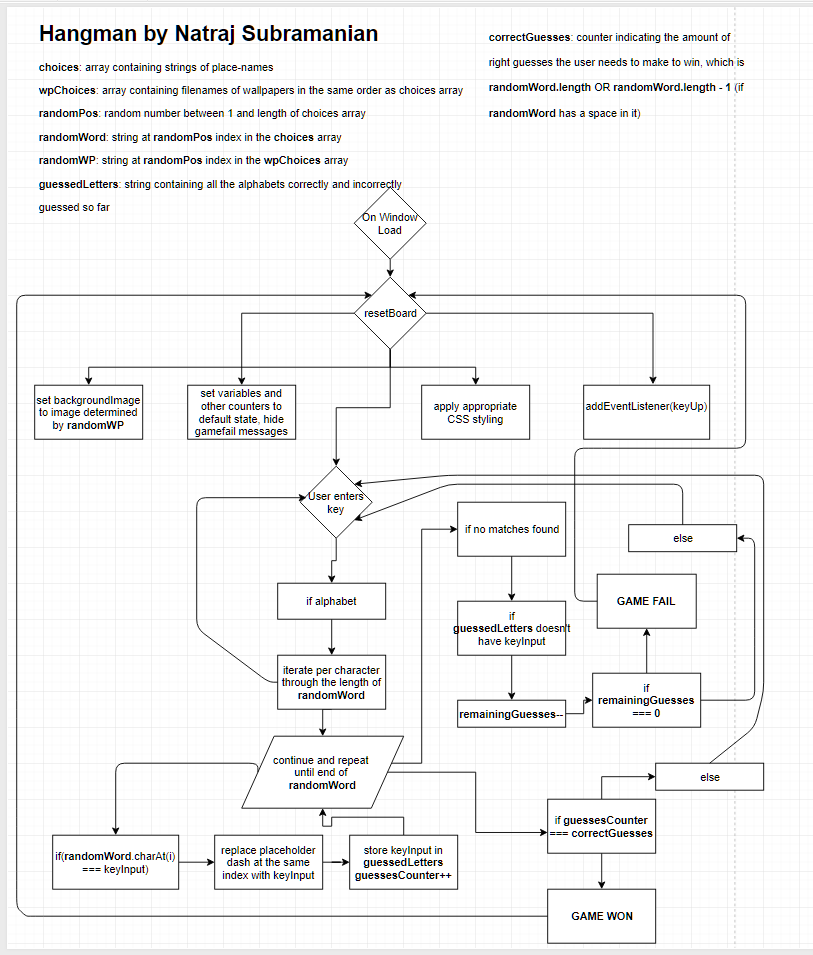 Hangman by Natraj Subramanian
choices: array containing strings of place-names
wpChoices: array containing filenames of wallpapers in the same order as choices array
randomPos: random number between 1 and length of choices array
randomWord: string at randomPos index in the choices array
randomWP: string at randomPos index in the wpChoices array
guessedLetters: string containing all the alphabets correctly and incorrectly
guessed so far
correctGuesses: counter indicating the amount of
right guesses the user needs to make to win, which is
randomWord.length OR randomWord.length - 1 (if
randomWord has a space in it)
On Window
Load
resetBoard
set backgroundImage
to image determined
by randomWP
set variables and
other counters to
default state, hide
gamefail messages
apply appropriate
CSS styling
addEventListener(keyUp)
User enters
key
if no matches found
else
if alphabet
GAME FAIL
if
guessedLetters doesn't
have keyInput
iterate per character
through the length of
randomWord
remainingGuesses--
if
remainingGuesses
=== 0
continue and repeat
until end of
randomWord
else
if guessesCounter
=== correctGuesses
if(randomWord.charAt(i)
=== keyInput)
replace placeholder
dash at the same
index with keyInput
store keyInput in
guessedLetters
guessesCounter++
GAME WON